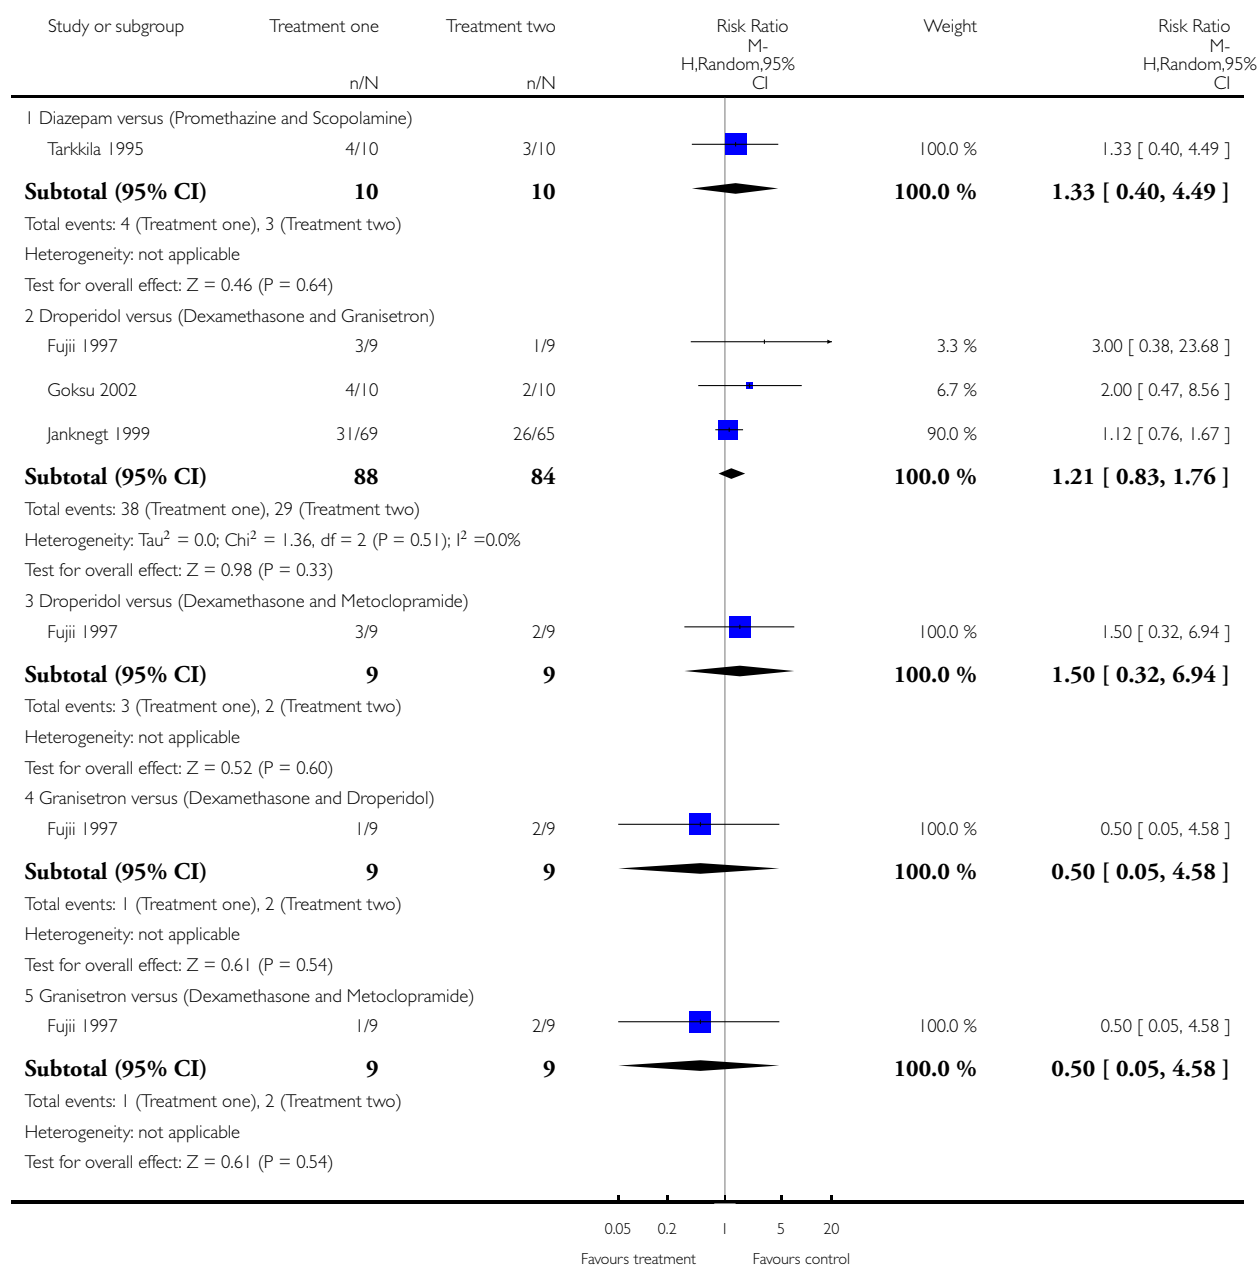 Study or subgroup Treatment one Treatment two Risk Ratio Weight Risk Ratio
M-
H,Random,95%
CI
M-
H,Random,95%
CI
n/N n/N
1 Diazepam versus (Promethazine and Scopolamine)
Tarkkila 1995 4/10 3/10 100.0 % 1.33 [ 0.40, 4.49 ]
Subtotal (95% CI) 10 10 100.0 % 1.33 [ 0.40, 4.49 ]
Total events: 4 (Treatment one), 3 (Treatment two)
Heterogeneity: not applicable
Test for overall effect: Z = 0.46 (P = 0.64)
2 Droperidol versus (Dexamethasone and Granisetron)
Fujii 1997 3/9 1/9 3.3 % 3.00 [ 0.38, 23.68 ]
Goksu 2002 4/10 2/10 6.7 % 2.00 [ 0.47, 8.56 ]
Janknegt 1999 31/69 26/65 90.0 % 1.12 [ 0.76, 1.67 ]
Subtotal (95% CI) 88 84 100.0 % 1.21 [ 0.83, 1.76 ]
Total events: 38 (Treatment one), 29 (Treatment two)
Heterogeneity: Tau² = 0.0; Chi² = 1.36, df = 2 (P = 0.51); I² =0.0%
Test for overall effect: Z = 0.98 (P = 0.33)
3 Droperidol versus (Dexamethasone and Metoclopramide)
Fujii 1997 3/9 2/9 100.0 % 1.50 [ 0.32, 6.94 ]
Subtotal (95% CI) 9 9 100.0 % 1.50 [ 0.32, 6.94 ]
Total events: 3 (Treatment one), 2 (Treatment two)
Heterogeneity: not applicable
Test for overall effect: Z = 0.52 (P = 0.60)
4 Granisetron versus (Dexamethasone and Droperidol)
Fujii 1997 1/9 2/9 100.0 % 0.50 [ 0.05, 4.58 ]
Subtotal (95% CI) 9 9 100.0 % 0.50 [ 0.05, 4.58 ]
Total events: 1 (Treatment one), 2 (Treatment two)
Heterogeneity: not applicable
Test for overall effect: Z = 0.61 (P = 0.54)
5 Granisetron versus (Dexamethasone and Metoclopramide)
Fujii 1997 1/9 2/9 100.0 % 0.50 [ 0.05, 4.58 ]
Subtotal (95% CI) 9 9 100.0 % 0.50 [ 0.05, 4.58 ]
Total events: 1 (Treatment one), 2 (Treatment two)
Heterogeneity: not applicable
Test for overall effect: Z = 0.61 (P = 0.54)
0.05 0.2 1 5 20
Favours treatment Favours control